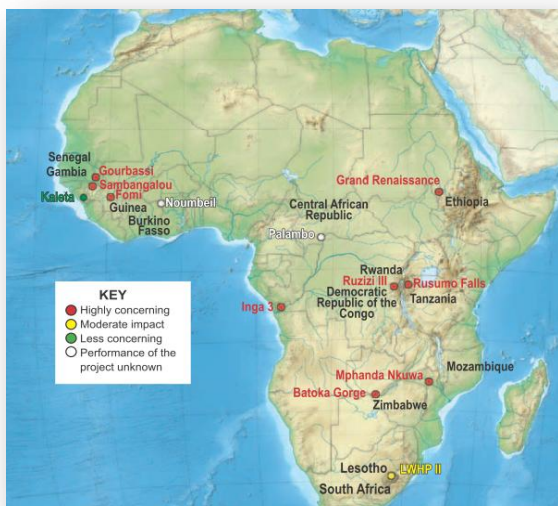 Senegal
Gambia
Gourbassi
Sambangalou
Kaleta
Fomi
Guinea
Noumbeil
Burkino
Fasso
Grand Renaissance
Ethiopia
Central African
Republic
Palambo
Rwanda
Ruzizi III
Rusumo Falls
Democratic
Republic of the
Congo
Tanzania
Inga 3
KEY
Highly concerning
Moderate impact
Less concerning
Performance of the
project unknown
Mozambique
Mphanda Nkuwa
Batoka Gorge
Zimbabwe
Lesotho
LWHP II
South Africa